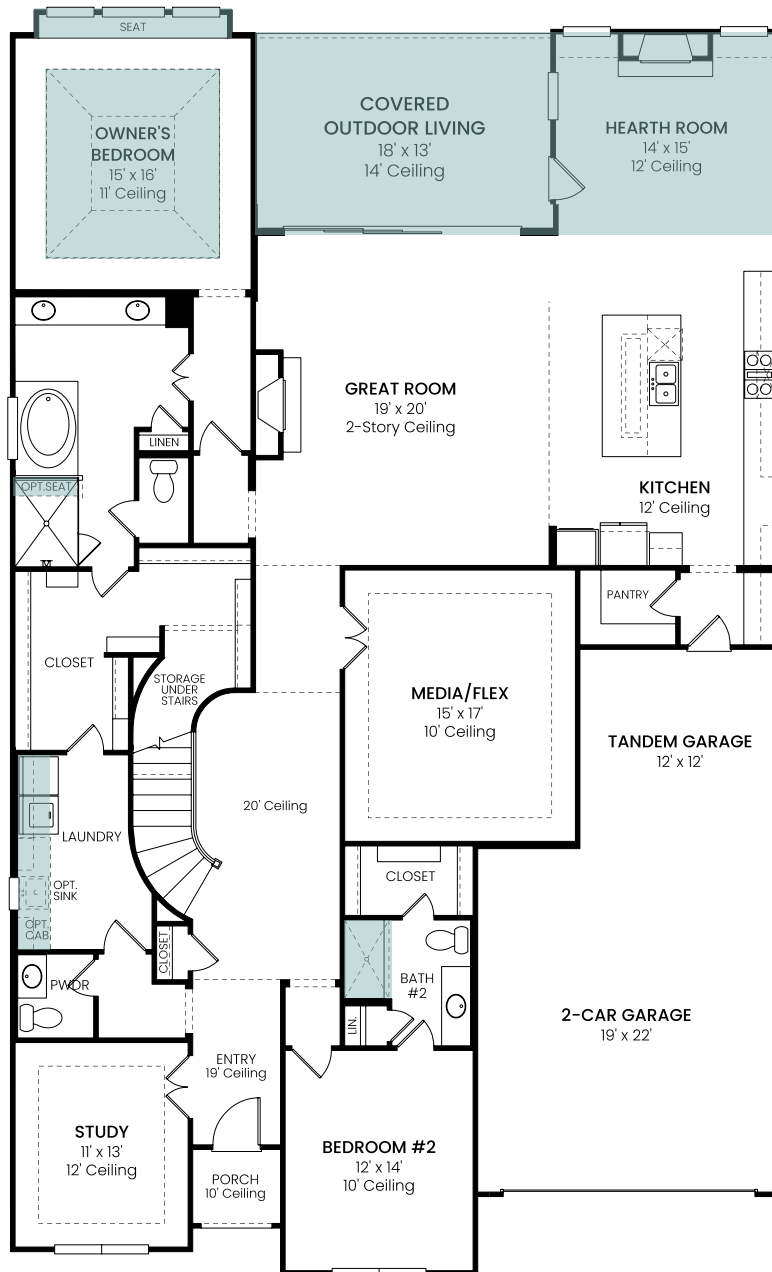 SEAT
OWNER'S
BEDROOM
15' x 16'
11' Ceiling
COVERED
OUTDOOR LIVING
18' x 13'
14' Ceiling
HEARTH ROOM
14' x 15'
12' Ceiling
GREAT ROOM
19' x 20'
2-Story Ceiling
LINEN
OPT.SEAT
KITCHEN
12' Ceiling
PANTRY
CLOSET
STORAGE
UNDER
STAIRS
MEDIA/FLEX
15' x 17'
10' Ceiling
TANDEM GARAGE
12' x 12'
20' Ceiling
LAUNDRY
OPT.
SINK
OPT.
CAB
CLOSET
CLOSET
BATH
#2
PWDR
LIN.
2-CAR GARAGE
19' x 22'
ENTRY
19' Ceiling
STUDY
11' x 13'
12' Ceiling
BEDROOM #2
12' x 14'
10' Ceiling
PORCH
10' Ceiling